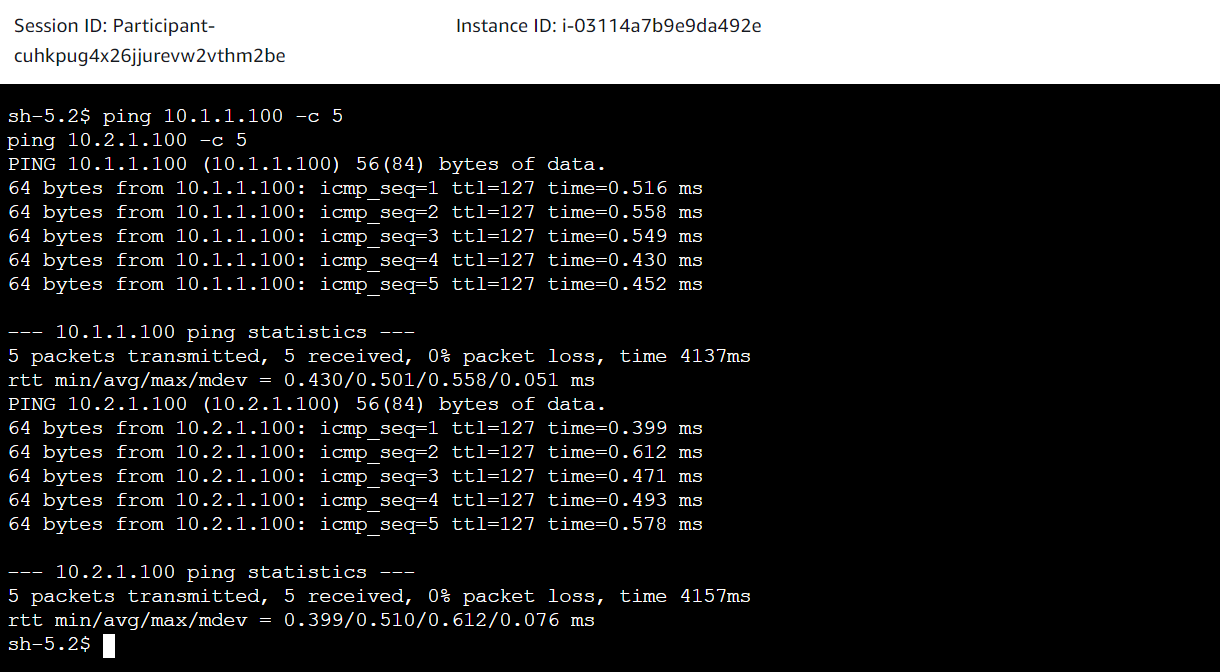 Session ID: Participant-
cuhkpug4x26jjurevw2vthm2be
Instance ID: i-03114a7b9e9da492e
sh-5.2$ ping 10.1.1.100 -c 5
ping 10.2.1.100 -c 5
PING 10.1.1.100 (10.1.1.100) 56(84) bytes of data.
64 bytes from 10.1.1.100: icmp_seq=1 ttl=127 time=0.516 ms
64 bytes from 10.1.1.100: icmp_seq=2 ttl=127 time=0.558 ms
64 bytes from 10.1.1.100: icmp_seq=3 ttl=127 time=0.549 ms
64 bytes from 10.1.1.100: icmp_seq=4 ttl=127 time=0.430 ms
64 bytes from 10.1.1.100: icmp_seq=5 ttl=127 time=0.452 ms
--- 10.1.1.100 ping statistics ---
5 packets transmitted, 5 received, 0% packet loss, time 4137ms
rtt min/avg/max/mdev = 0.430/0.501/0.558/0.051 ms
PING 10.2.1.100 (10.2.1.100) 56(84) bytes of data.
64 bytes from 10.2.1.100: icmp_seq=1 ttl=127 time=0.399 ms
64 bytes from 10.2.1.100: icmp_seq=2 ttl=127 time=0.612 ms
64 bytes from 10.2.1.100: icmp_seq=3 ttl=127 time=0.471 ms
64 bytes from 10.2.1.100: icmp_seq=4 ttl=127 time=0.493 ms
64 bytes from 10.2.1.100: icmp_seq=5 ttl=127 time=0.578 ms
--- 10.2.1.100 ping statistics ---
5 packets transmitted, 5 received, 0% packet loss, time 4157ms
rtt min/avg/max/mdev = 0.399/0.510/0.612/0.076 ms
sh-5.2$